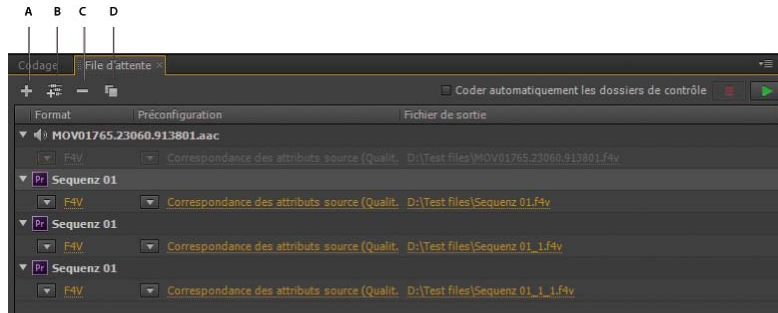 A B C D
Codage File d'attente ×
Coder automatiquement les dossiers de contrôle
Format Préconfiguration Fichier de sortie
MOV01765.23060.913801.aac
F4V Correspondance des attributs source (Qualit. D:\Test files\MOV01765.23060.913801.f4v
Pr Sequenz 01
F4V Correspondance des attributs source (Qualit. D:\Test files\Sequenz 01.f4v
Pr Sequenz 01
F4V Correspondance des attributs source (Qualit. D:\Test files\Sequenz 01_1.f4v
Pr Sequenz 01
F4V Correspondance des attributs source (Qualit. D:\Test files\Sequenz 01_1_1.f4v